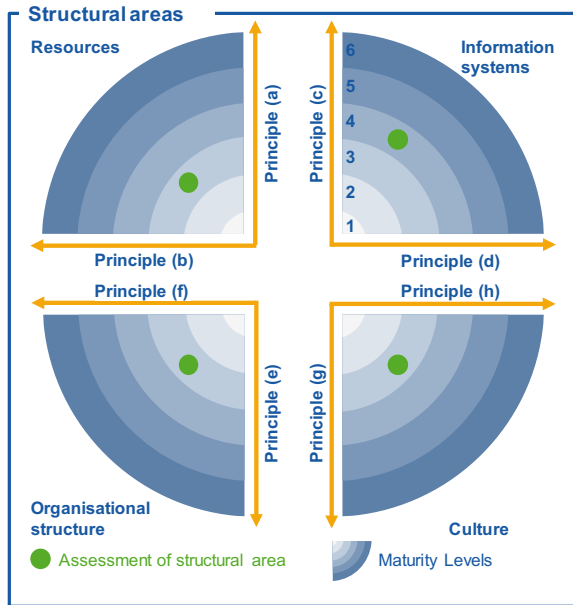 Structural areas
Resources
Information
systems
6
5
4
3
2
1
Principle (a)
Principle (c)
Principle (b)
Principle (d)
Principle (f)
Principle (h)
Principle (e)
Principle (g)
Organisational
structure
Culture
Assessment of structural area
Maturity Levels